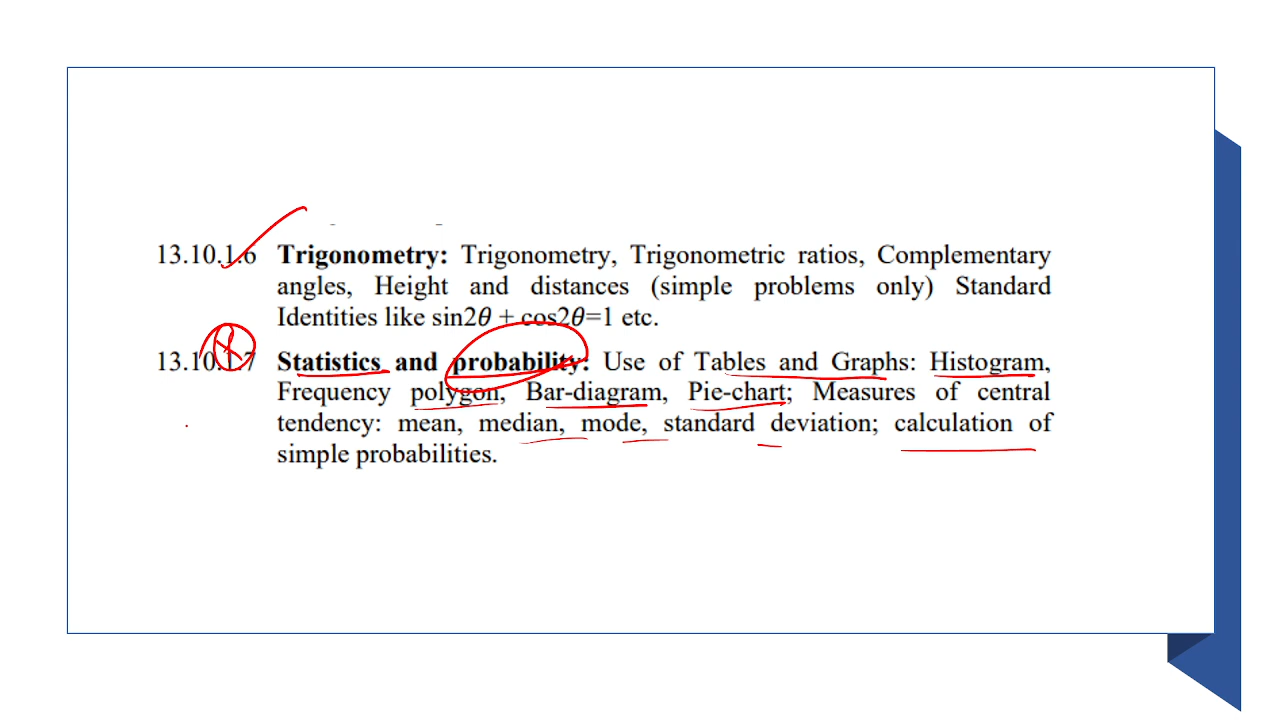 13.10.1.6 Trigonometry: Trigonometry, Trigonometric ratios, Complementary
angles, Height and distances (simple problems only) Standard
Identities like sin2θ + cos2θ=1 etc.
13.10.1.7 Statistics and probability: Use of Tables and Graphs: Histogram,
Frequency polygon, Bar-diagram, Pie-chart; Measures of central
tendency: mean, median, mode, standard deviation; calculation of
simple probabilities.